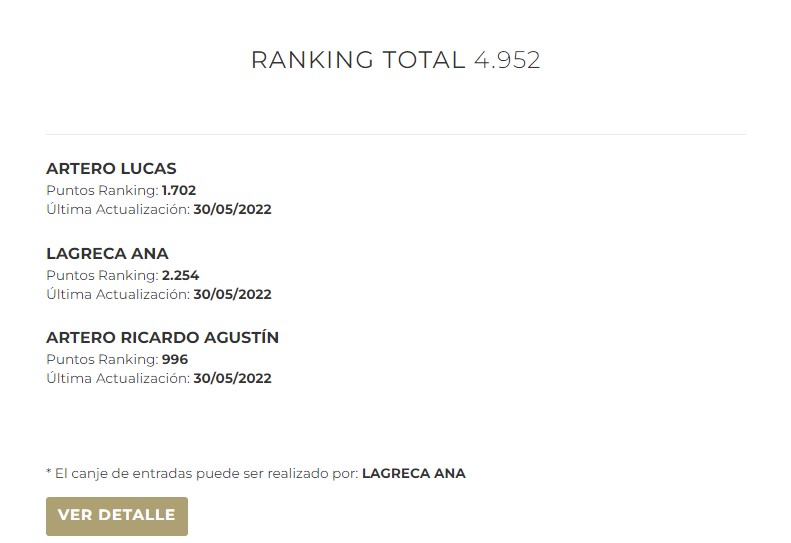 RANKING TOTAL 4.952
ARTERO LUCAS
Puntos Ranking: 1.702
Última Actualización: 30/05/2022
LAGRECA ANA
Puntos Ranking: 2.254
Última Actualización: 30/05/2022
ARTERO RICARDO AGUSTÍN
Puntos Ranking: 996
Última Actualización: 30/05/2022
* El canje de entradas puede ser realizado por: LAGRECA ANA
VER DETALLE